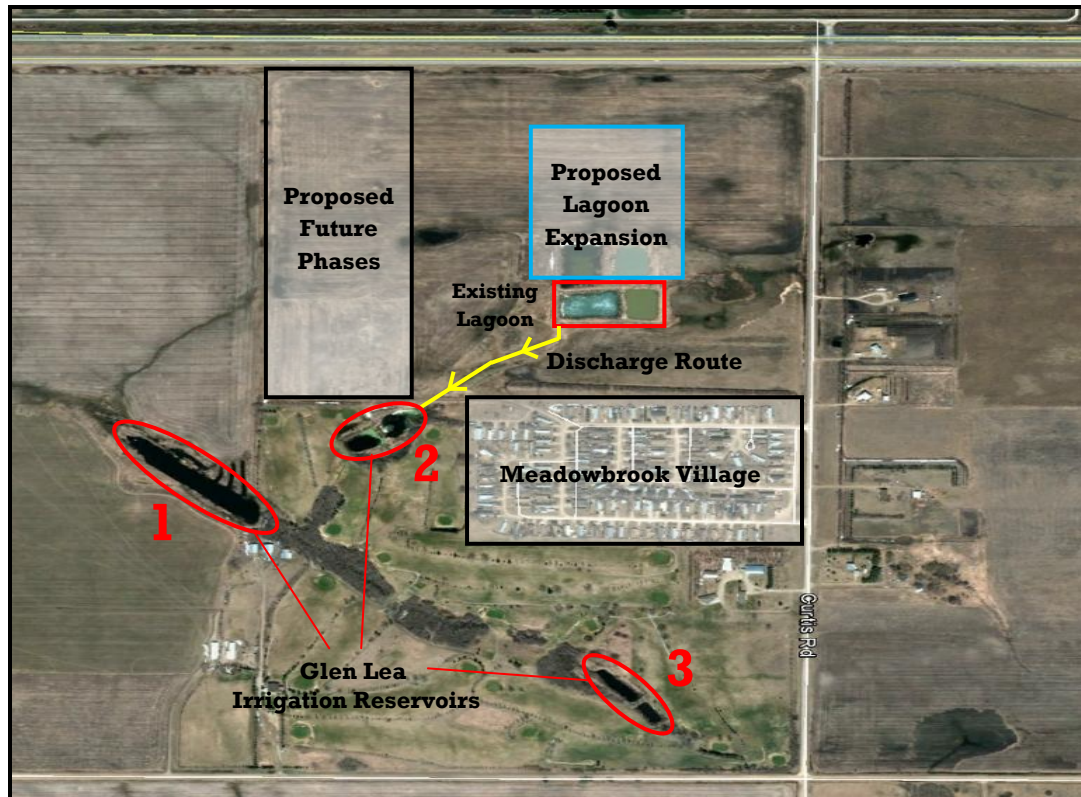 Proposed
Future
Phases
Proposed
Lagoon
Expansion
Existing
Lagoon
Discharge Route
2
Meadowbrook Village
1
Curtis Rd
3
Glen Lea
Irrigation Reservoirs